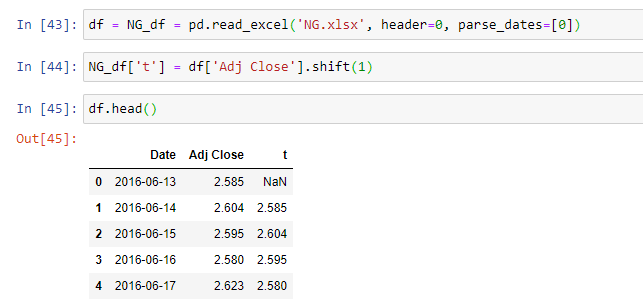 In [43]: df = NG_df = pd.read_excel('NG.xlsx', header=0, parse_dates=[0])
In [44]: NG_df['t'] = df['Adj Close'].shift(1)
In [45]: df.head()
Out[45]:
Date Adj Close t
0 2016-06-13 2.585 NaN
1 2016-06-14 2.604 2.585
2 2016-06-15 2.595 2.604
3 2016-06-16 2.580 2.595
4 2016-06-17 2.623 2.580